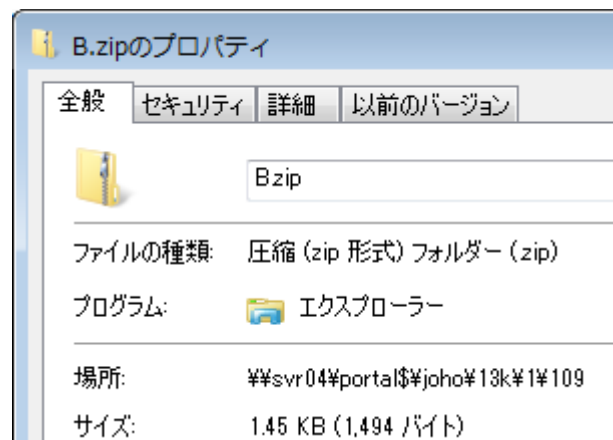 B.zipのプロパティ
全般 セキュリティ 詳細 以前のバージョン
B.zip
ファイルの種類: 圧縮 (zip 形式) フォルダー (.zip)
プログラム: エクスプローラー
場所: ¥¥svr04¥portal$¥joho¥13k¥1¥109
サイズ: 1.45 KB (1,494 バイト)